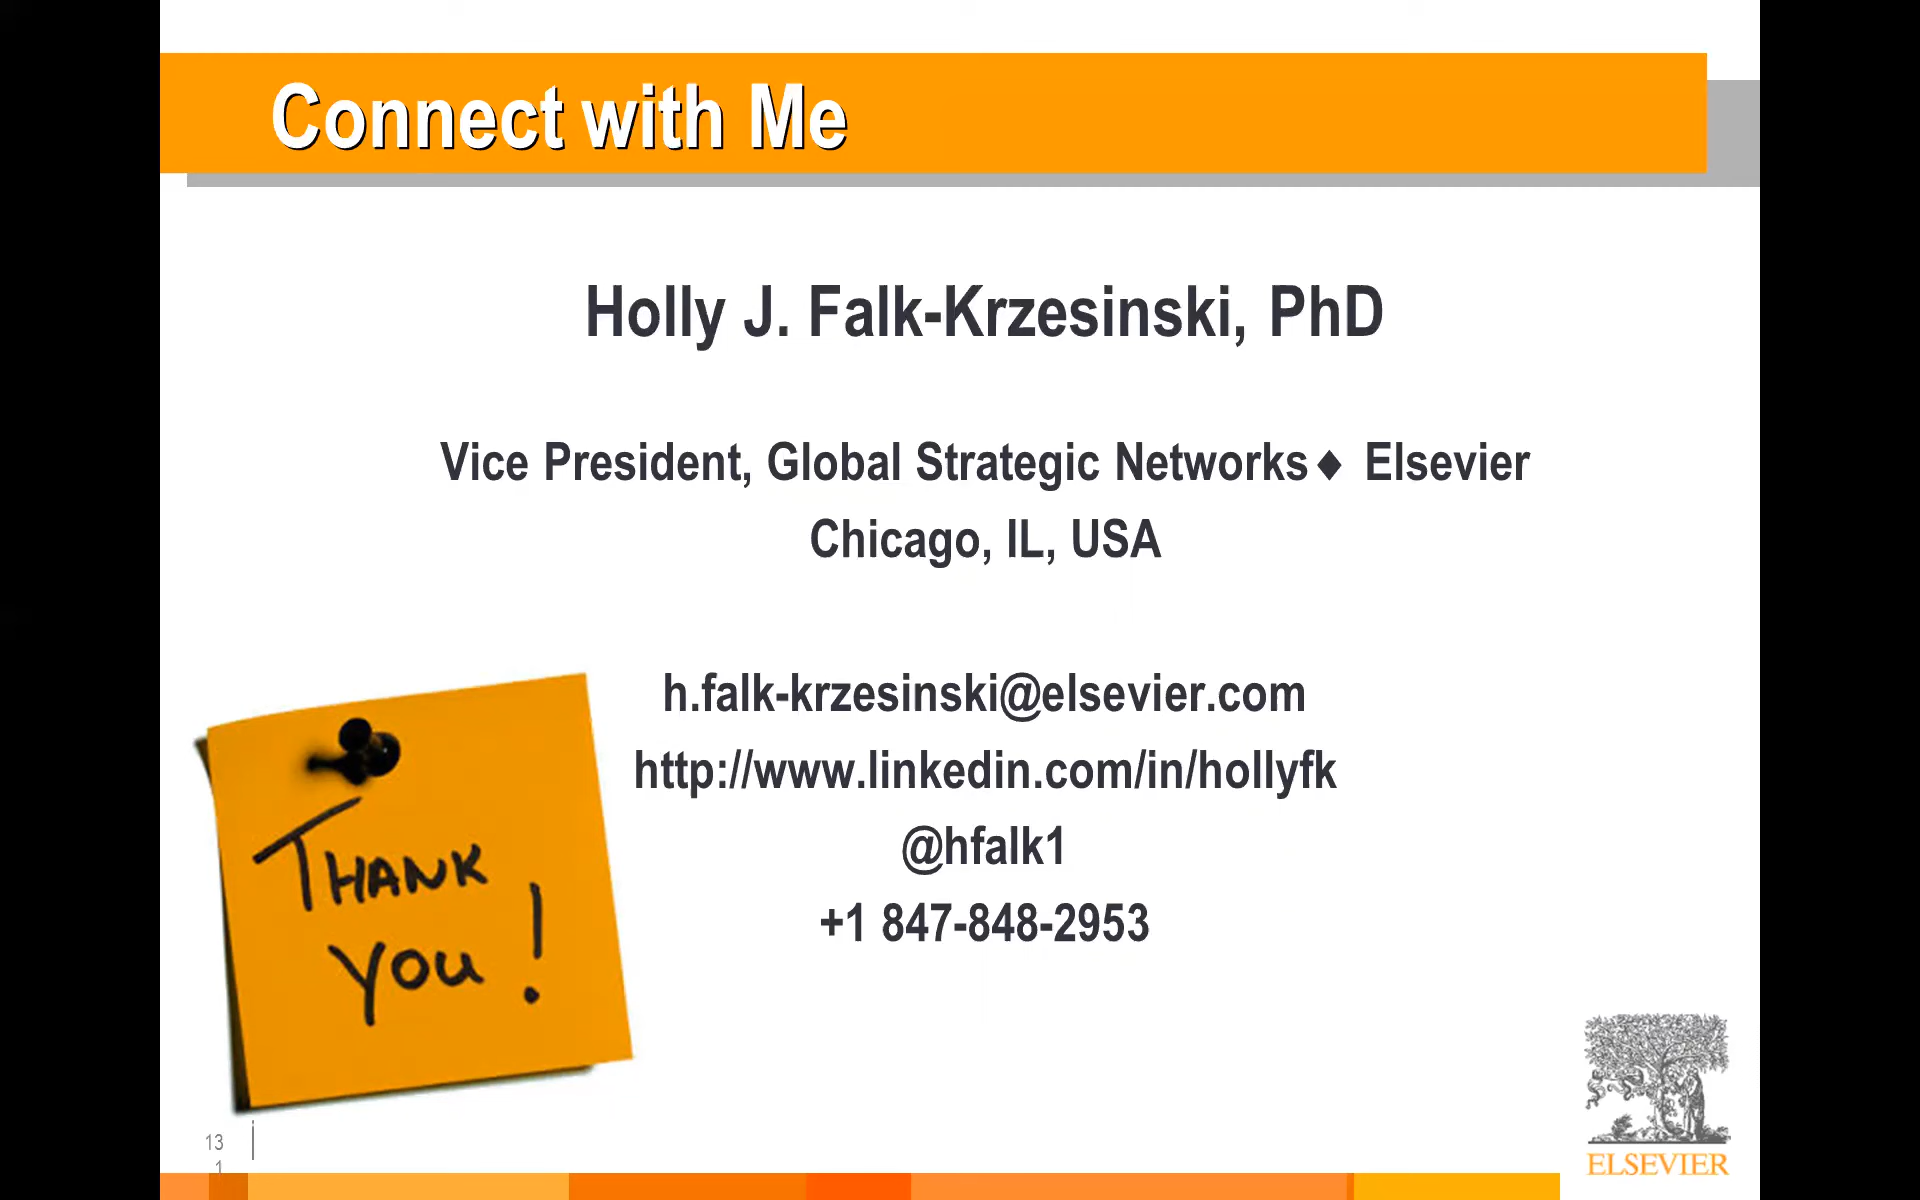 Connect with Me
Holly J. Falk-Krzesinski, PhD
Vice President, Global Strategic Networks♦ Elsevier
Chicago, IL, USA
h.falk-krzesinski@elsevier.com
http://www.linkedin.com/in/hollyfk
@hfalk1
+1 847-848-2953
THANK
YOU !
13
1
ELSEVIER